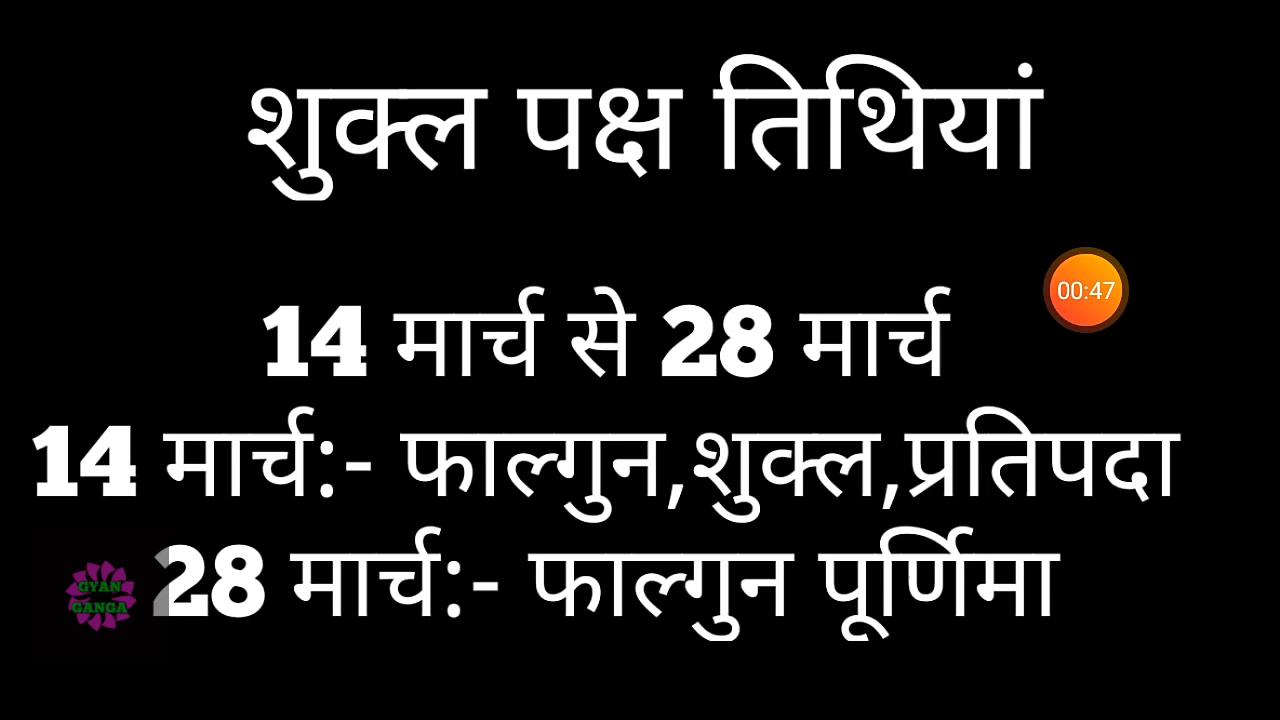 शुक्ल पक्ष तिथियां
00:47
14 मार्च से 28 मार्च
14 मार्च:- फाल्गुन,शुक्ल,प्रतिपदा
28 मार्च:- फाल्गुन पूर्णिमा
GYAN
GANGA